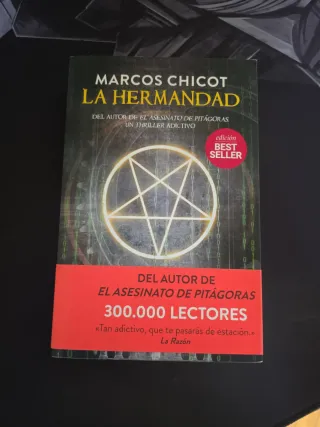 MARCOS CHICOT
LA HERMANDAD
DEL AUTOR DE EL ASESINATO DE PITÁGORAS
UN THRILLER ADICTIVO
edición
BEST
SELLER
DEL AUTOR DE
EL ASESINATO DE PITÁGORAS
300.000 LECTORES
«Tan adictivo, que te pasarás de estación.»
La Razón